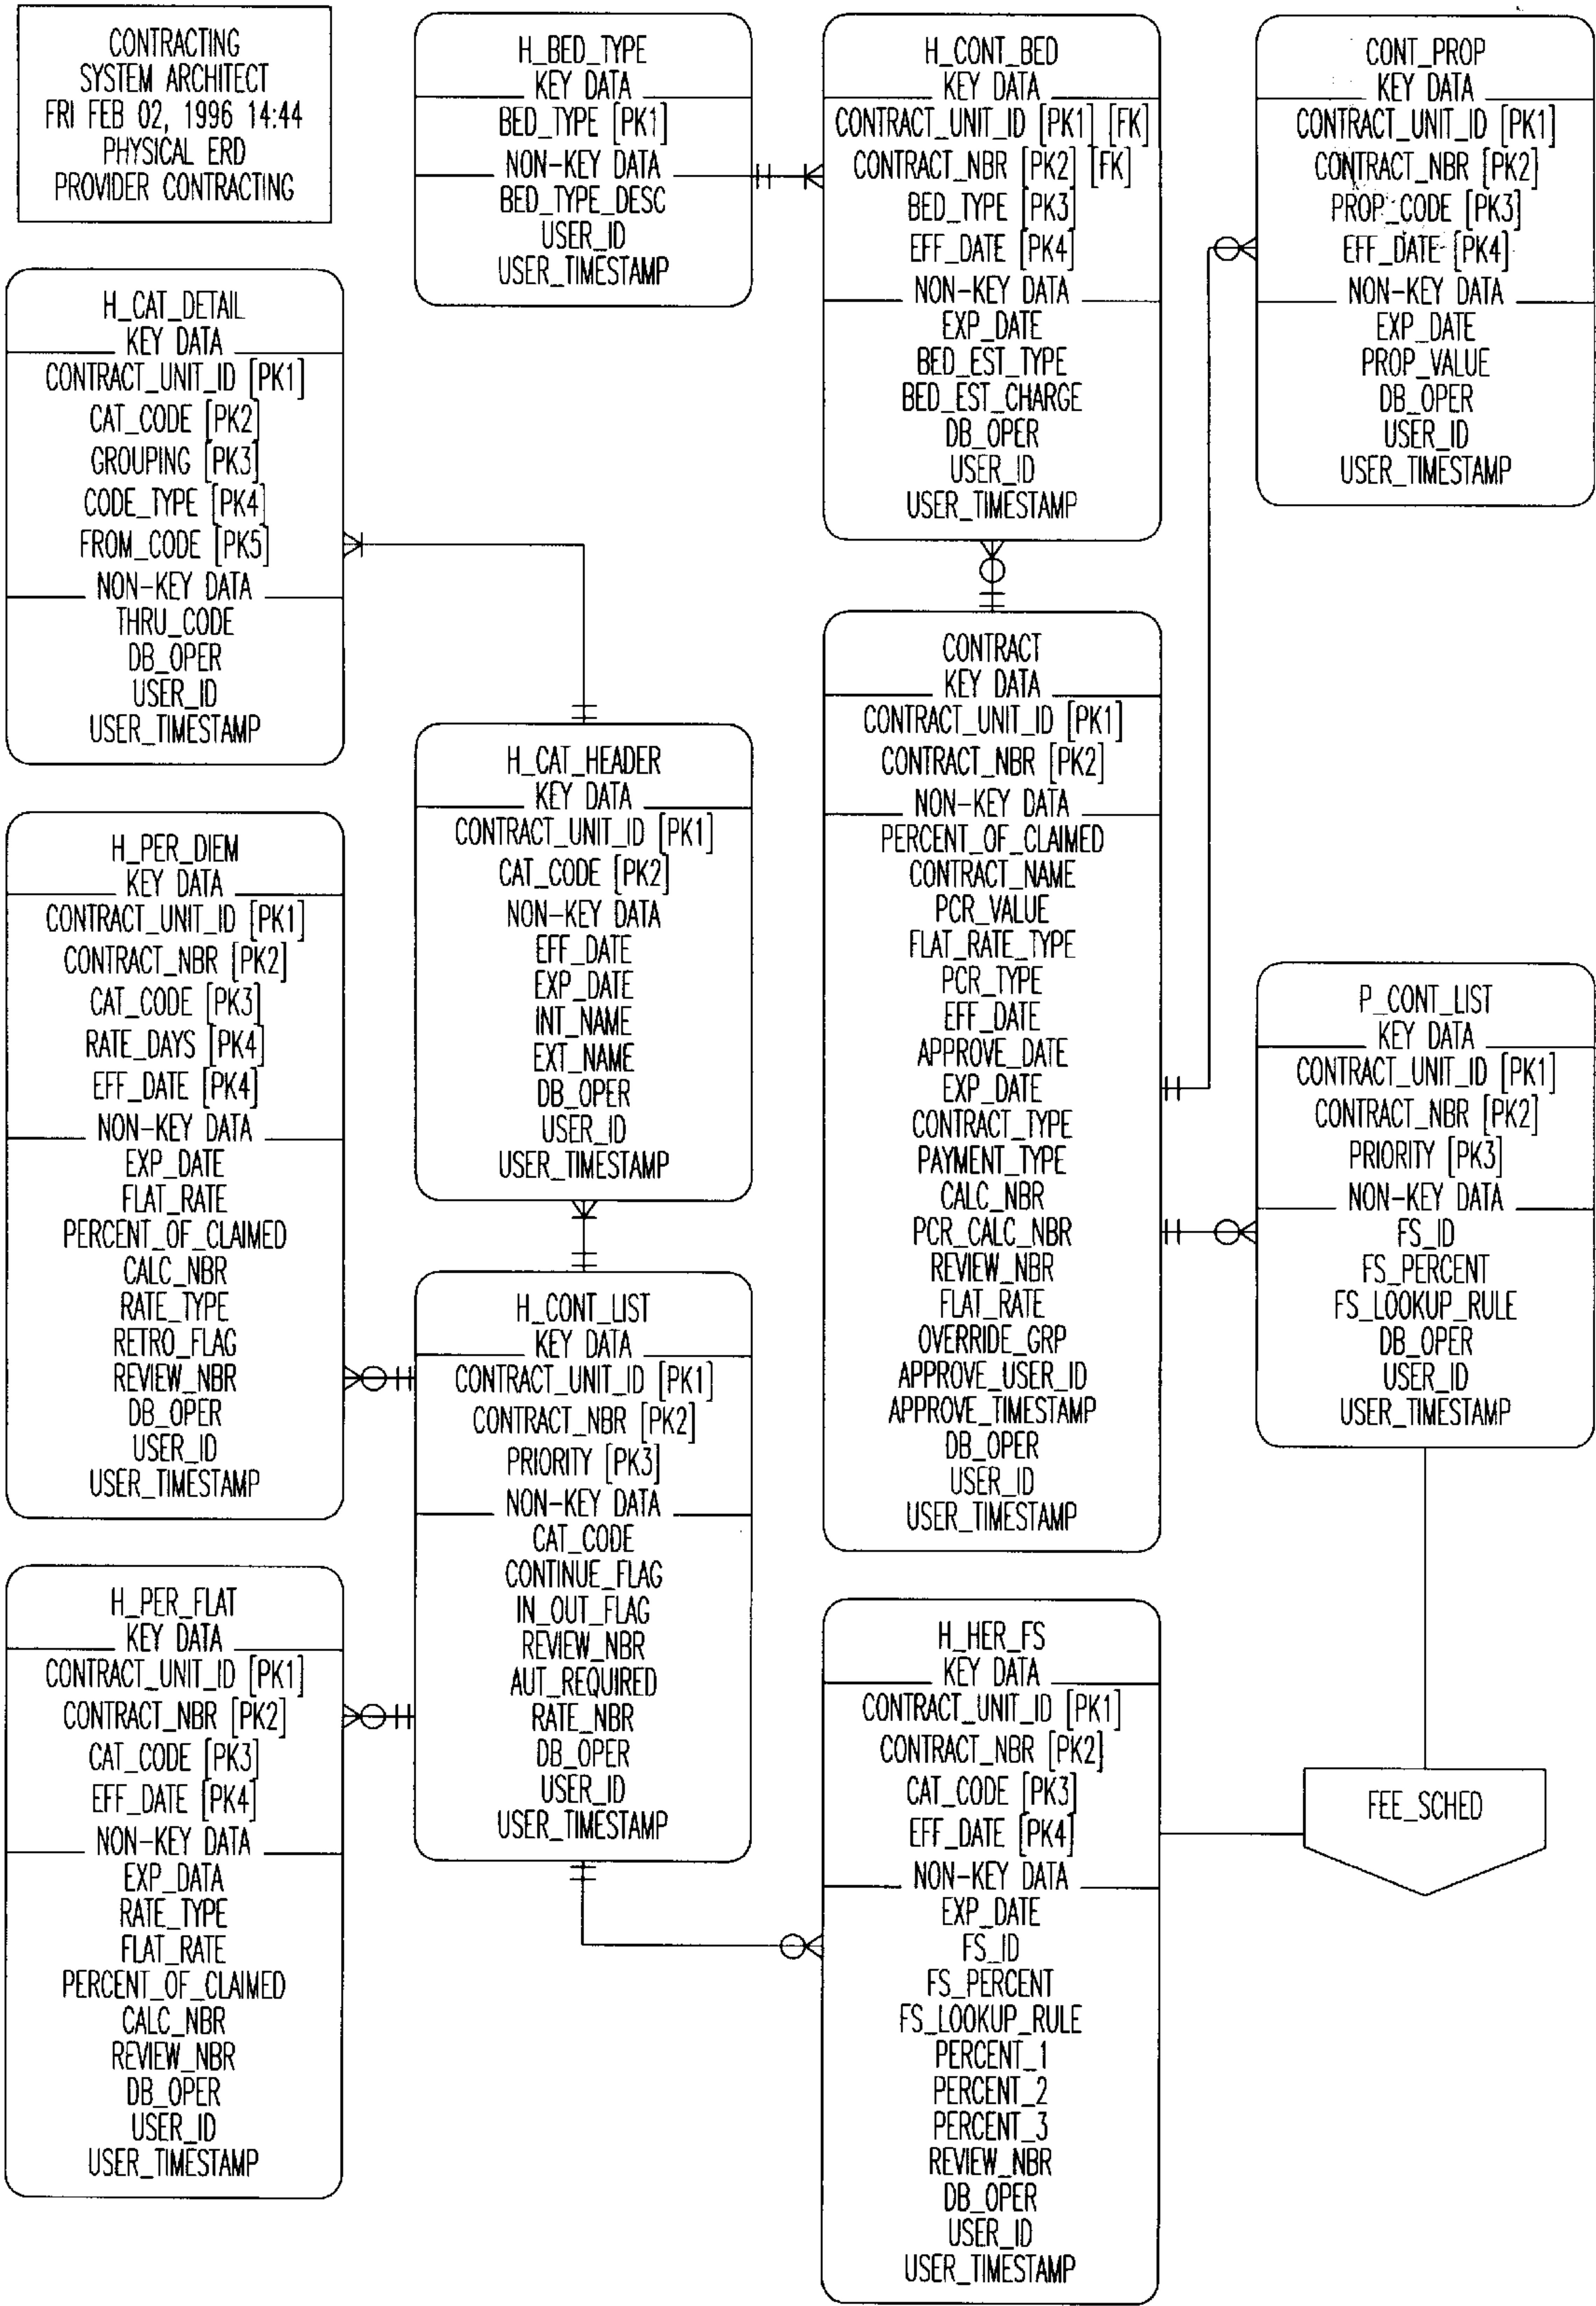 CONTRACTING
SYSTEM ARCHITECT
FRI FEB 02, 1996 14:44
PHYSICAL ERD
PROVIDER CONTRACTING
H_BED_TYPE
KEY DATA
BED_TYPE [PK1]
NON-KEY DATA
BED_TYPE_DESC
USER_ID
USER_TIMESTAMP
H_CONT_BED
KEY DATA
CONTRACT_UNIT_ID [PK1] [FK]
CONTRACT_NBR [PK2] [FK]
BED_TYPE [PK3]
EFF_DATE [PK4]
NON-KEY DATA
EXP_DATE
BED_EST_TYPE
BED_EST_CHARGE
DB_OPER
USER_ID
USER_TIMESTAMP
CONT_PROP
KEY DATA
CONTRACT_UNIT_ID [PK1]
CONTRACT_NBR [PK2]
PROP_CODE [PK3]
EFF_DATE [PK4]
NON-KEY DATA
EXP_DATE
PROP_VALUE
DB_OPER
USER_ID
USER_TIMESTAMP
H_CAT_DETAIL
KEY DATA
CONTRACT_UNIT_ID [PK1]
CAT_CODE [PK2]
GROUPING [PK3]
CODE_TYPE [PK4]
FROM_CODE [PK5]
NON-KEY DATA
THRU_CODE
DB_OPER
USER_ID
USER_TIMESTAMP
H_CAT_HEADER
KEY DATA
CONTRACT_UNIT_ID [PK1]
CAT_CODE [PK2]
NON-KEY DATA
EFF_DATE
EXP_DATE
INT_NAME
EXT_NAME
DB_OPER
USER_ID
USER_TIMESTAMP
CONTRACT
KEY DATA
CONTRACT_UNIT_ID [PK1]
CONTRACT_NBR [PK2]
NON-KEY DATA
PERCENT_OF_CLAIMED
CONTRACT_NAME
PCR_VALUE
FLAT_RATE_TYPE
PCR_TYPE
EFF_DATE
APPROVE_DATE
EXP_DATE
CONTRACT_TYPE
PAYMENT_TYPE
CALC_NBR
PCR_CALC_NBR
REVIEW_NBR
FLAT_RATE
OVERRIDE_GRP
APPROVE_USER_ID
APPROVE_TIMESTAMP
DB_OPER
USER_ID
USER_TIMESTAMP
H_PER_DIEM
KEY DATA
CONTRACT_UNIT_ID [PK1]
CONTRACT_NBR [PK2]
CAT_CODE [PK3]
RATE_DAYS [PK4]
EFF_DATE [PK4]
NON-KEY DATA
EXP_DATE
FLAT_RATE
PERCENT_OF_CLAIMED
CALC_NBR
RATE_TYPE
RETRO_FLAG
REVIEW_NBR
DB_OPER
USER_ID
USER_TIMESTAMP
P_CONT_LIST
KEY DATA
CONTRACT_UNIT_ID [PK1]
CONTRACT_NBR [PK2]
PRIORITY [PK3]
NON-KEY DATA
FS_ID
FS_PERCENT
FS_LOOKUP_RULE
DB_OPER
USER_ID
USER_TIMESTAMP
H_CONT_LIST
KEY DATA
CONTRACT_UNIT_ID [PK1]
CONTRACT_NBR [PK2]
PRIORITY [PK3]
NON-KEY DATA
CAT_CODE
CONTINUE_FLAG
IN_OUT_FLAG
REVIEW_NBR
AUT_REQUIRED
RATE_NBR
DB_OPER
USER_ID
USER_TIMESTAMP
H_PER_FLAT
KEY DATA
CONTRACT_UNIT_ID [PK1]
CONTRACT_NBR [PK2]
CAT_CODE [PK3]
EFF_DATE [PK4]
NON-KEY DATA
EXP_DATA
RATE_TYPE
FLAT_RATE
PERCENT_OF_CLAIMED
CALC_NBR
REVIEW_NBR
DB_OPER
USER_ID
USER_TIMESTAMP
H_HER_FS
KEY DATA
CONTRACT_UNIT_ID [PK1]
CONTRACT_NBR [PK2]
CAT_CODE [PK3]
EFF_DATE [PK4]
NON-KEY DATA
EXP_DATE
FS_ID
FS_PERCENT
FS_LOOKUP_RULE
PERCENT_1
PERCENT_2
PERCENT_3
REVIEW_NBR
DB_OPER
USER_ID
USER_TIMESTAMP
FEE_SCHED